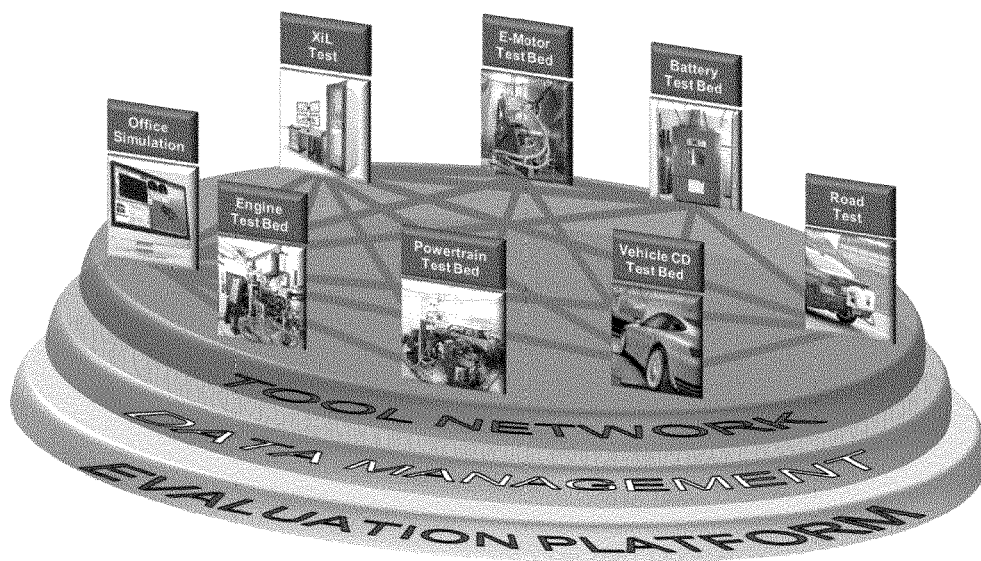 XiL
Test
E-Motor
Test Bed
Battery
Test Bed
Office
Simulation
Road
Test
Engine
Test Bed
Powertrain
Test Bed
Vehicle CD
Test Bed
TOOL NETWORK
DATA MANAGEMENT
EVALUATION PLATFORM